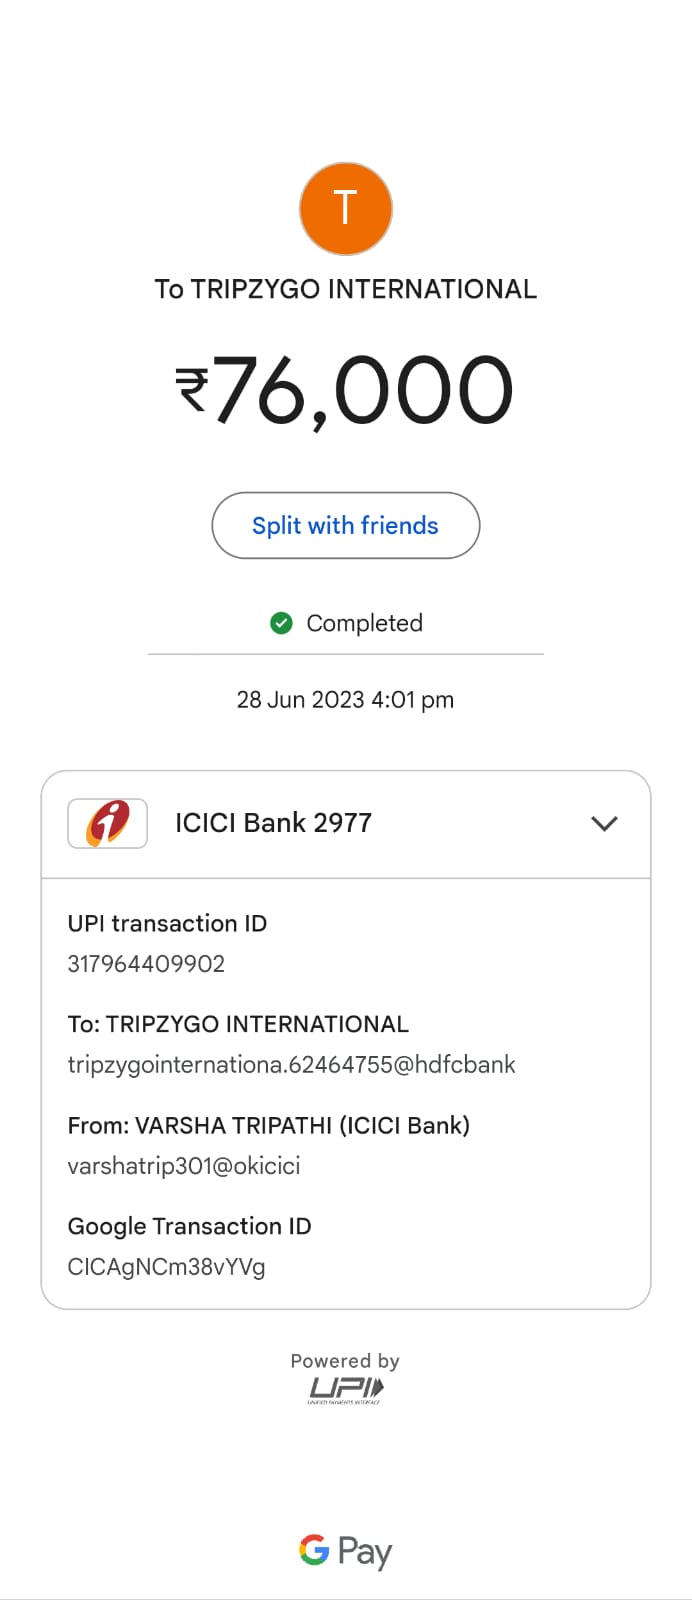 T
To TRIPZYGO INTERNATIONAL
₹76,000
Split with friends
Completed
28 Jun 2023 4:01 pm
ICICI Bank 2977
UPI transaction ID
317964409902
To: TRIPZYGO INTERNATIONAL
tripzygointernationa.62464755@hdfcbank
From: VARSHA TRIPATHI (ICICI Bank)
varshatrip301@okicici
Google Transaction ID
CICAgNCm38vYVg
Powered by
UPI
UNIFIED PAYMENTS INTERFACE
G Pay